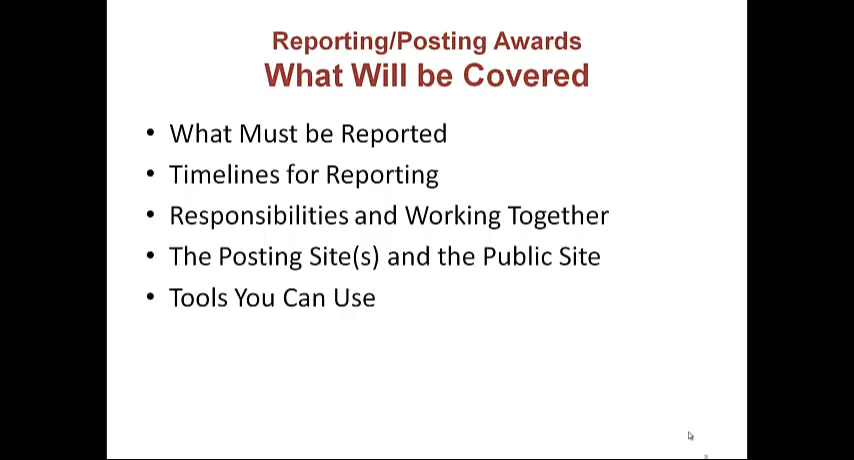 Reporting/Posting Awards
What Will be Covered
• What Must be Reported
• Timelines for Reporting
• Responsibilities and Working Together
• The Posting Site(s) and the Public Site
• Tools You Can Use